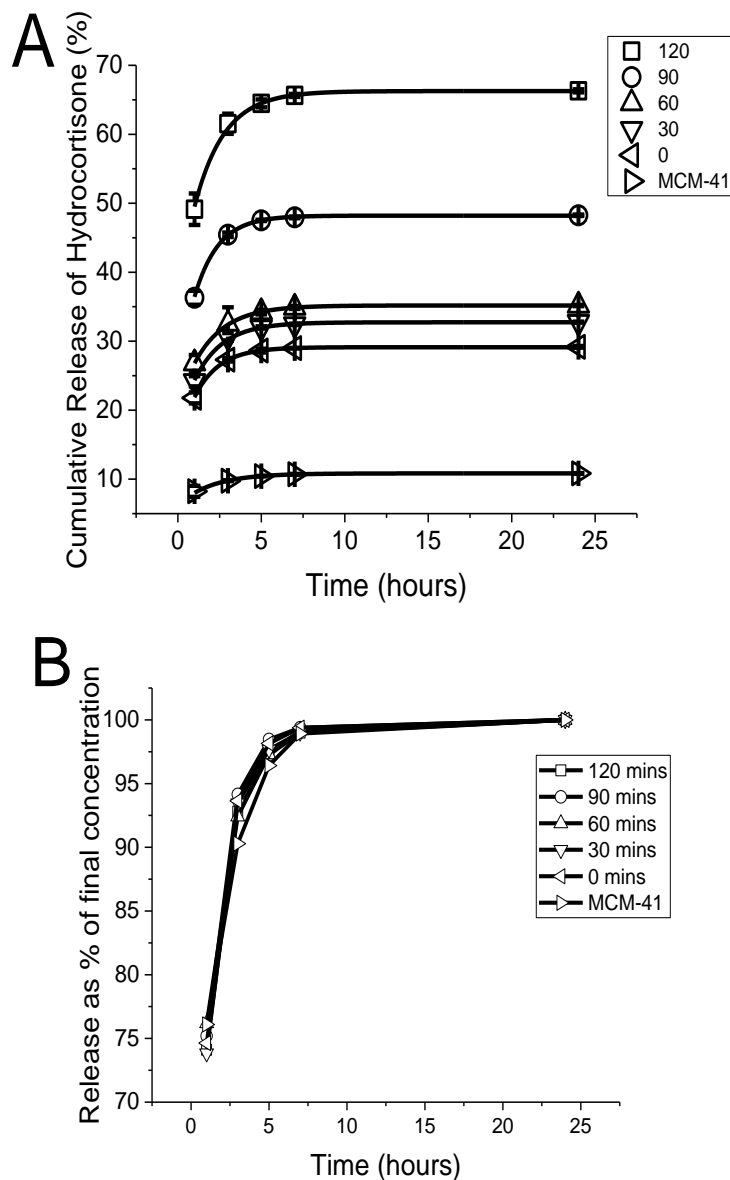 A
Cumulative Release of Hydrocortisone (%)
70
60
50
40
30
20
10
0
5
10
15
20
25
Time (hours)
120
90
60
30
0
MCM-41
B
Release as % of final concentration
100
95
90
85
80
75
70
0
5
10
15
20
25
Time (hours)
120 mins
90 mins
60 mins
30 mins
0 mins
MCM-41